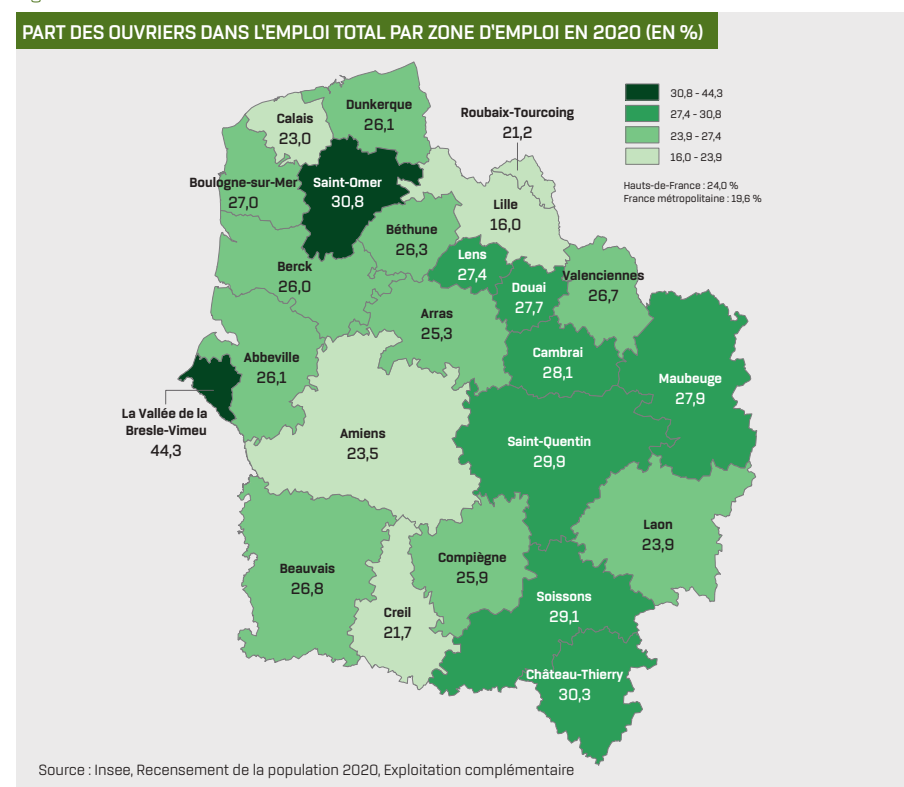 PART DES OUVRIERS DANS L'EMPLOI TOTAL PAR ZONE D'EMPLOI EN 2020 (EN %)
30,8 - 44,3
27,4 - 30,8
23,9 - 27,4
16,0 - 23,9
Hauts-de-France : 24,0 %
France métropolitaine : 19,6 %
Dunkerque
26,1
Calais
23,0
Roubaix-Tourcoing
21,2
Boulogne-sur-Mer
27,0
Saint-Omer
30,8
Lille
16,0
Béthune
26,3
Lens
27,4
Berck
26,0
Douai
27,7
Valenciennes
26,7
Arras
25,3
Abbeville
26,1
Cambrai
28,1
Maubeuge
27,9
La Vallée de la
Bresle-Vimeu
44,3
Amiens
23,5
Saint-Quentin
29,9
Laon
23,9
Beauvais
26,8
Compiègne
25,9
Creil
21,7
Soissons
29,1
Château-Thierry
30,3
Source : Insee, Recensement de la population 2020, Exploitation complémentaire